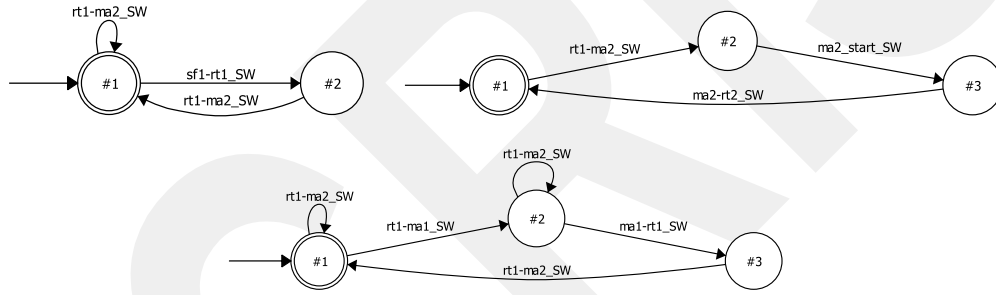 rt1-ma2_SW
#1
sf1-rt1_SW
rt1-ma2_SW
#2
rt1-ma2_SW
#2
ma2_start_SW
#1
ma2-rt2_SW
#3
rt1-ma2_SW
rt1-ma2_SW
#2
rt1-ma1_SW
ma1-rt1_SW
#1
rt1-ma2_SW
#3